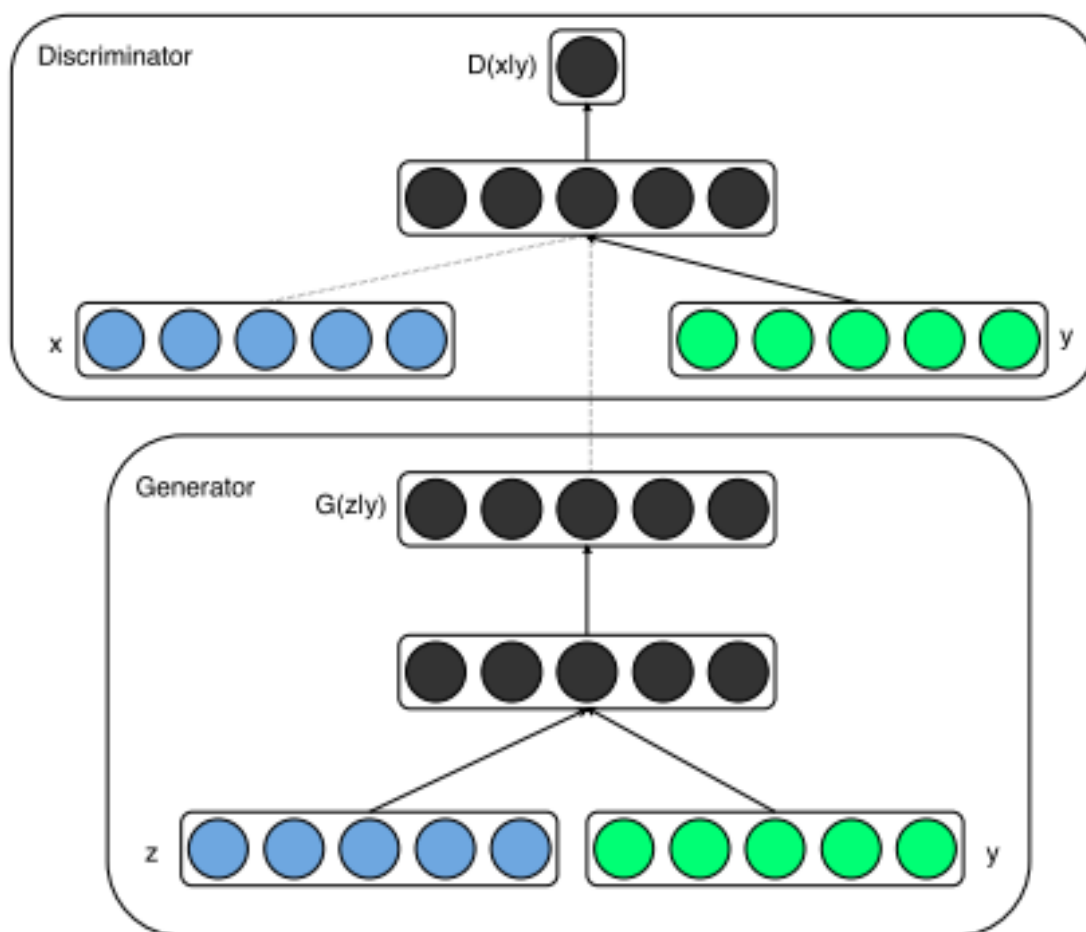 Discriminator
D(x|y)
x
y
Generator
G(z|y)
z
y